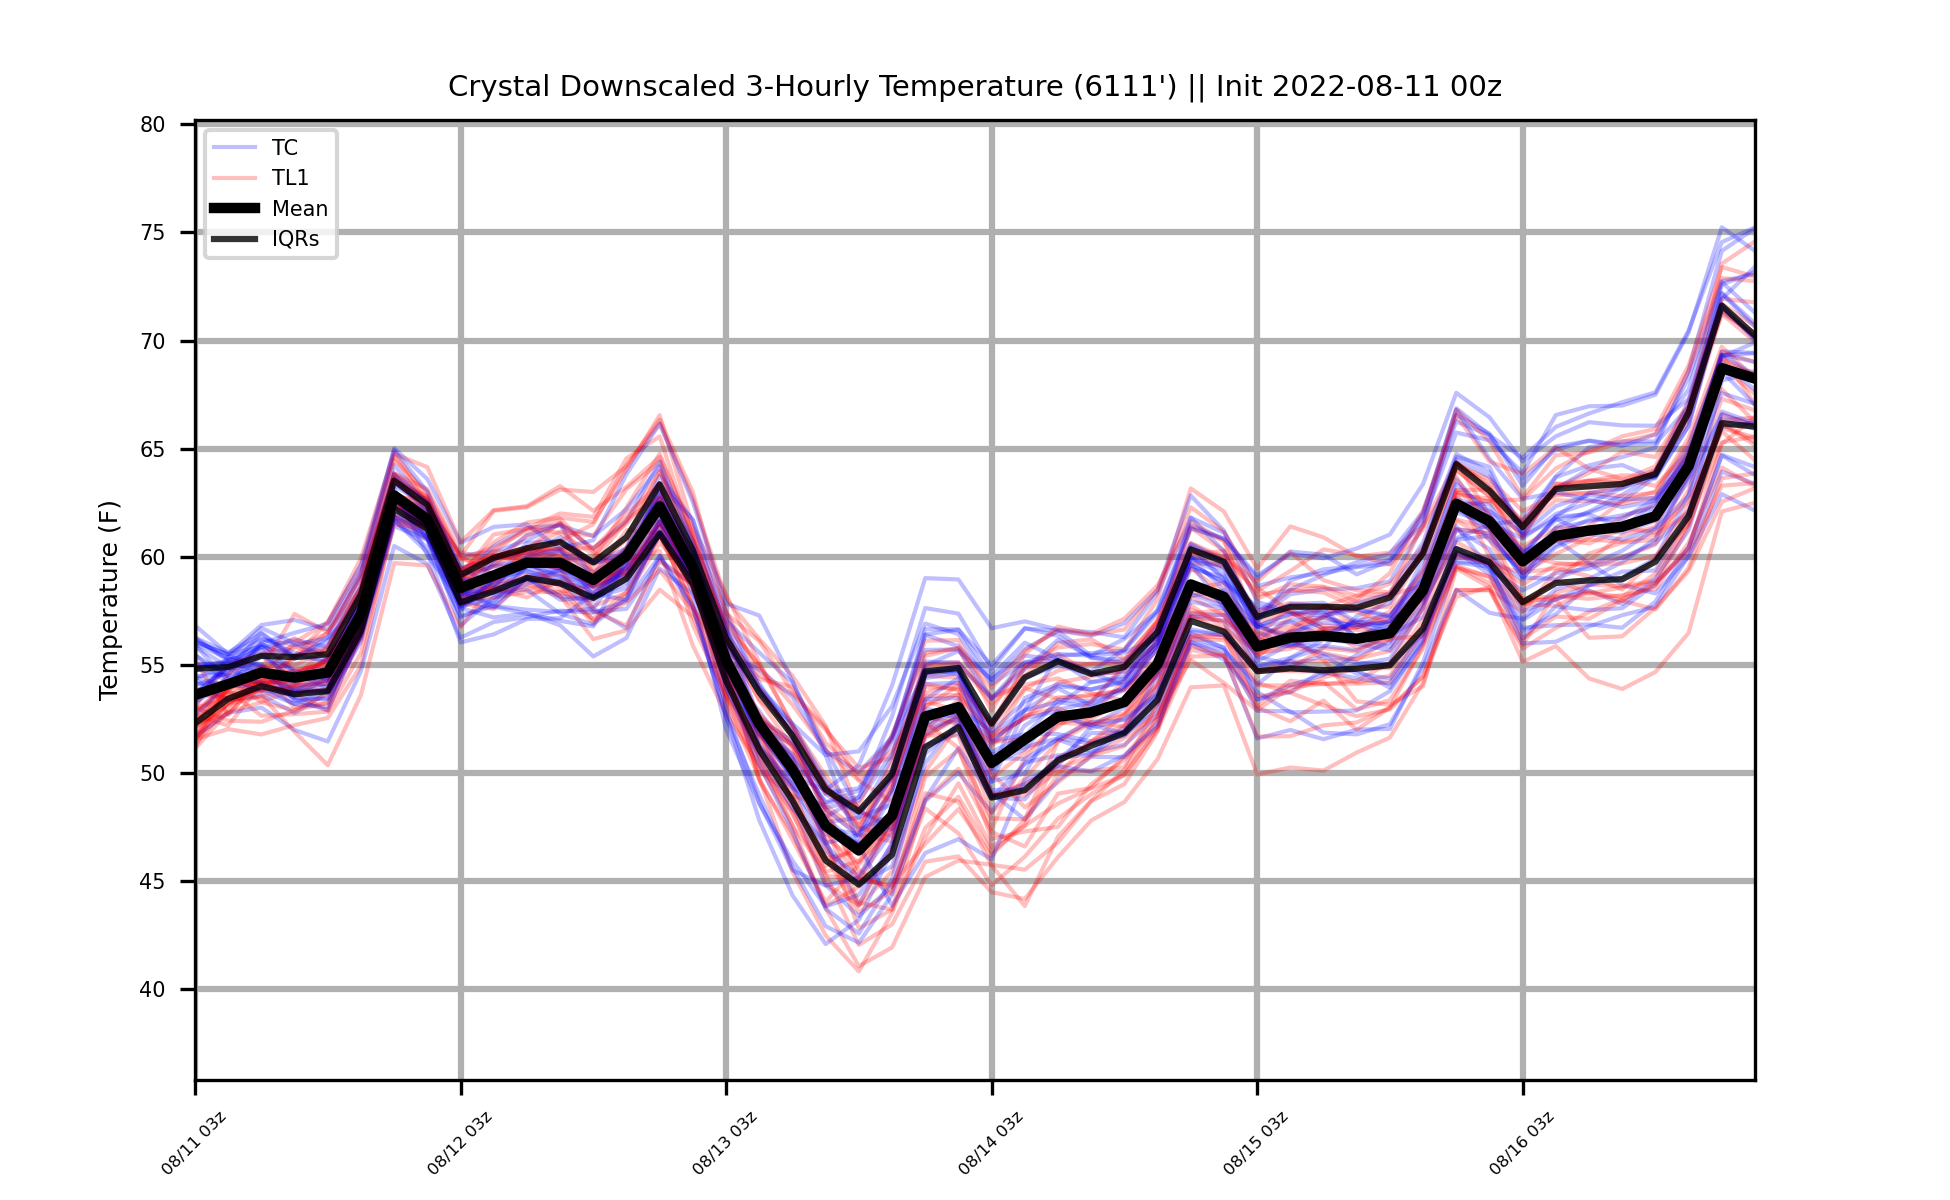 Crystal Downscaled 3-Hourly Temperature (6111') || Init 2022-08-11 00z
TC
TL1
Mean
IQRs
Temperature (F)
80
75
70
65
60
55
50
45
40
08/11 03z
08/12 03z
08/13 03z
08/14 03z
08/15 03z
08/16 03z